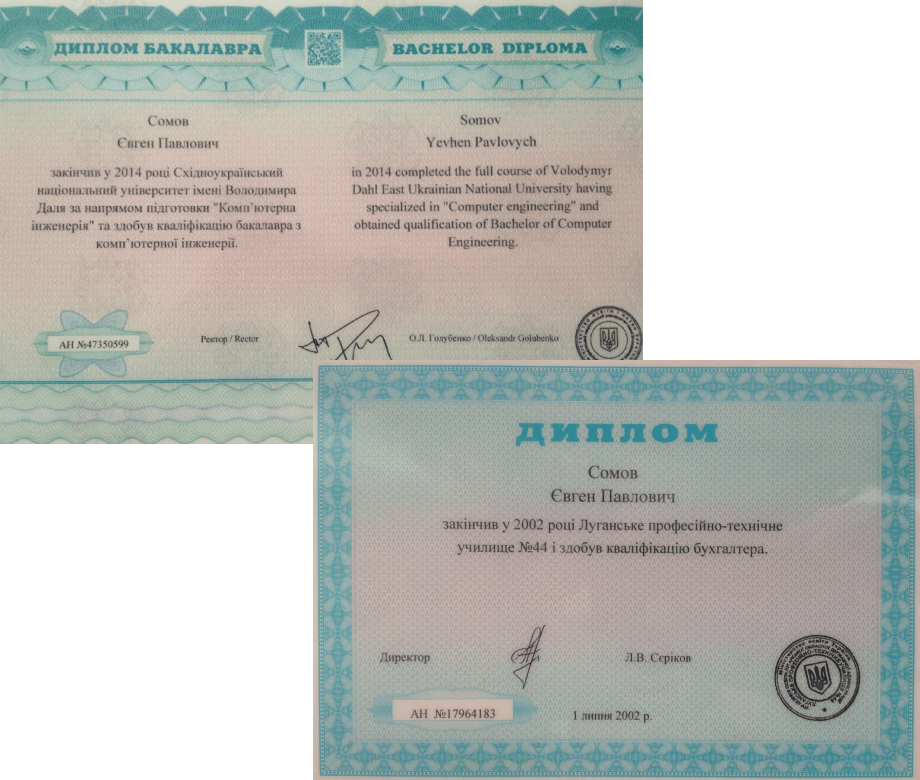 ДИПЛОМ БАКАЛАВРА
Сомов
Євген Павлович
закінчив у 2014 році Східноукраїнський
національний університет імені Володимира
Даля за напрямом підготовки "Комп'ютерна
інженерія" та здобув кваліфікацію бакалавра з
комп'ютерної інженерії.
BACHELOR DIPLOMA
Somov
Yevhen Pavlovych
in 2014 completed the full course of Volodymyr
Dahl East Ukrainian National University having
specialized in "Computer engineering" and
obtained qualification of Bachelor of Computer
Engineering.
АН №47350599
Ректор / Rector
О.Л. Голубенко / Oleksandr Golubenko
ДИПЛОМ
Сомов
Євген Павлович
закінчив у 2002 році Луганське професійно-технічне
училище №44 і здобув кваліфікацію бухгалтера.
Директор
Л.В. Сєріков
АН №17964183
1 липня 2002 р.